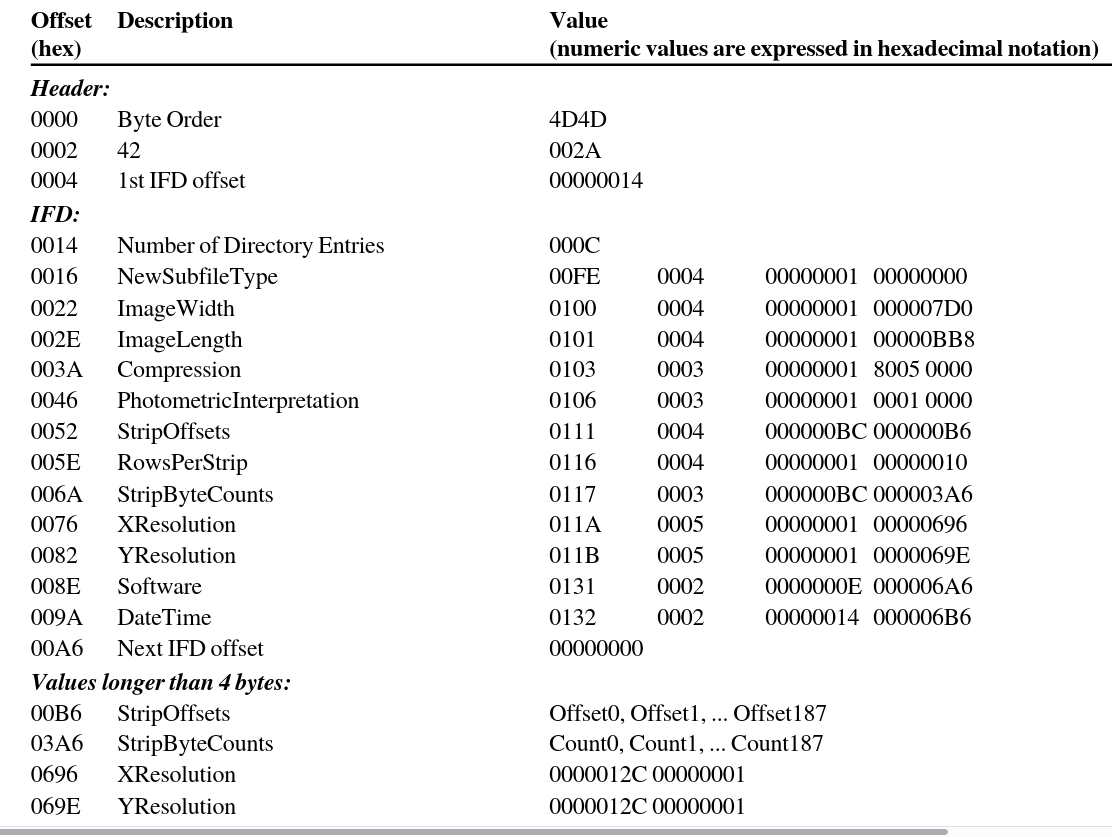 Offset Description Value
(hex) (numeric values are expressed in hexadecimal notation)
Header:
0000 Byte Order 4D4D
0002 42 002A
0004 1st IFD offset 00000014
IFD:
0014 Number of Directory Entries 000C
0016 NewSubfileType 00FE 0004 00000001 00000000
0022 ImageWidth 0100 0004 00000001 000007D0
002E ImageLength 0101 0004 00000001 00000BB8
003A Compression 0103 0003 00000001 8005 0000
0046 PhotometricInterpretation 0106 0003 00000001 0001 0000
0052 StripOffsets 0111 0004 000000BC 000000B6
005E RowsPerStrip 0116 0004 00000001 00000010
006A StripByteCounts 0117 0003 000000BC 000003A6
0076 XResolution 011A 0005 00000001 00000696
0082 YResolution 011B 0005 00000001 0000069E
008E Software 0131 0002 0000000E 000006A6
009A DateTime 0132 0002 00000014 000006B6
00A6 Next IFD offset 00000000
Values longer than 4 bytes:
00B6 StripOffsets Offset0, Offset1, ... Offset187
03A6 StripByteCounts Count0, Count1, ... Count187
0696 XResolution 0000012C 00000001
069E YResolution 0000012C 00000001